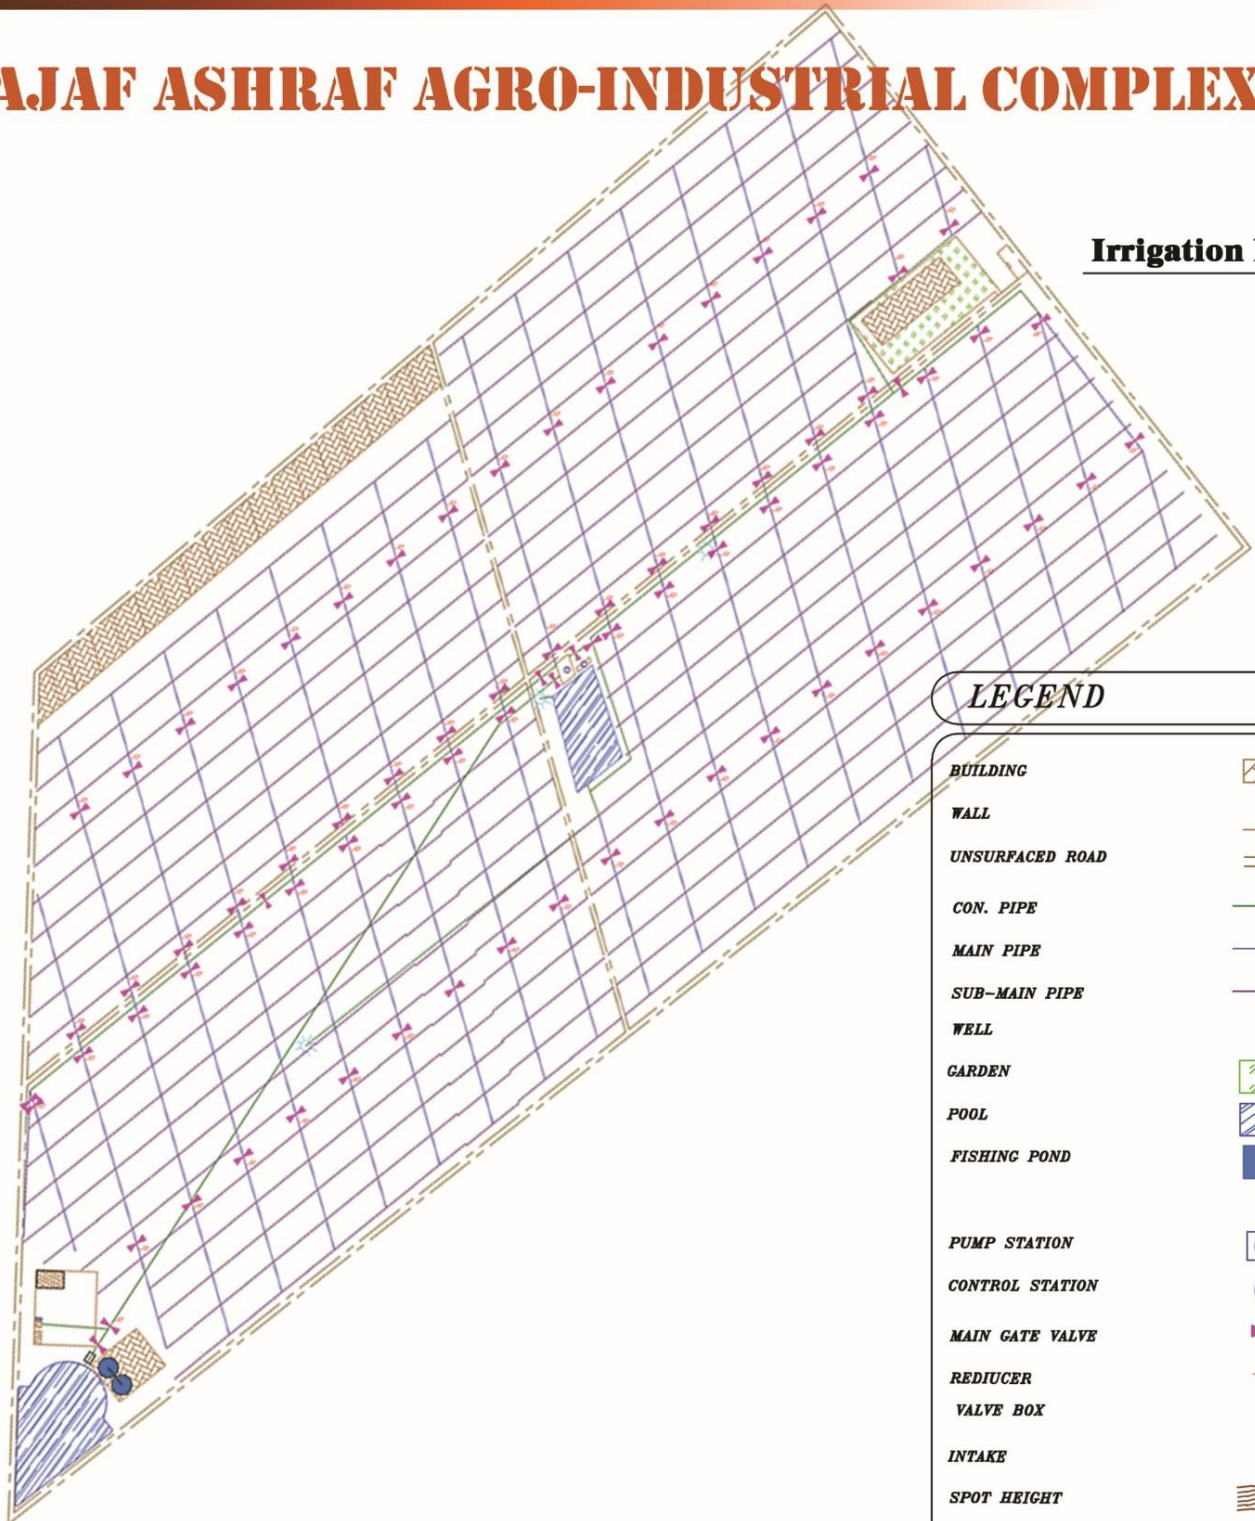 AJAF ASHRAF AGRO-INDUSTRIAL COMPLEX
Irrigation
LEGEND
BUILDING
WALL
UNSURFACED ROAD
CON. PIPE
MAIN PIPE
SUB-MAIN PIPE
WELL
GARDEN
POOL
FISHING POND
PUMP STATION
CONTROL STATION
MAIN GATE VALVE
REDIUCER
VALVE BOX
INTAKE
SPOT HEIGHT